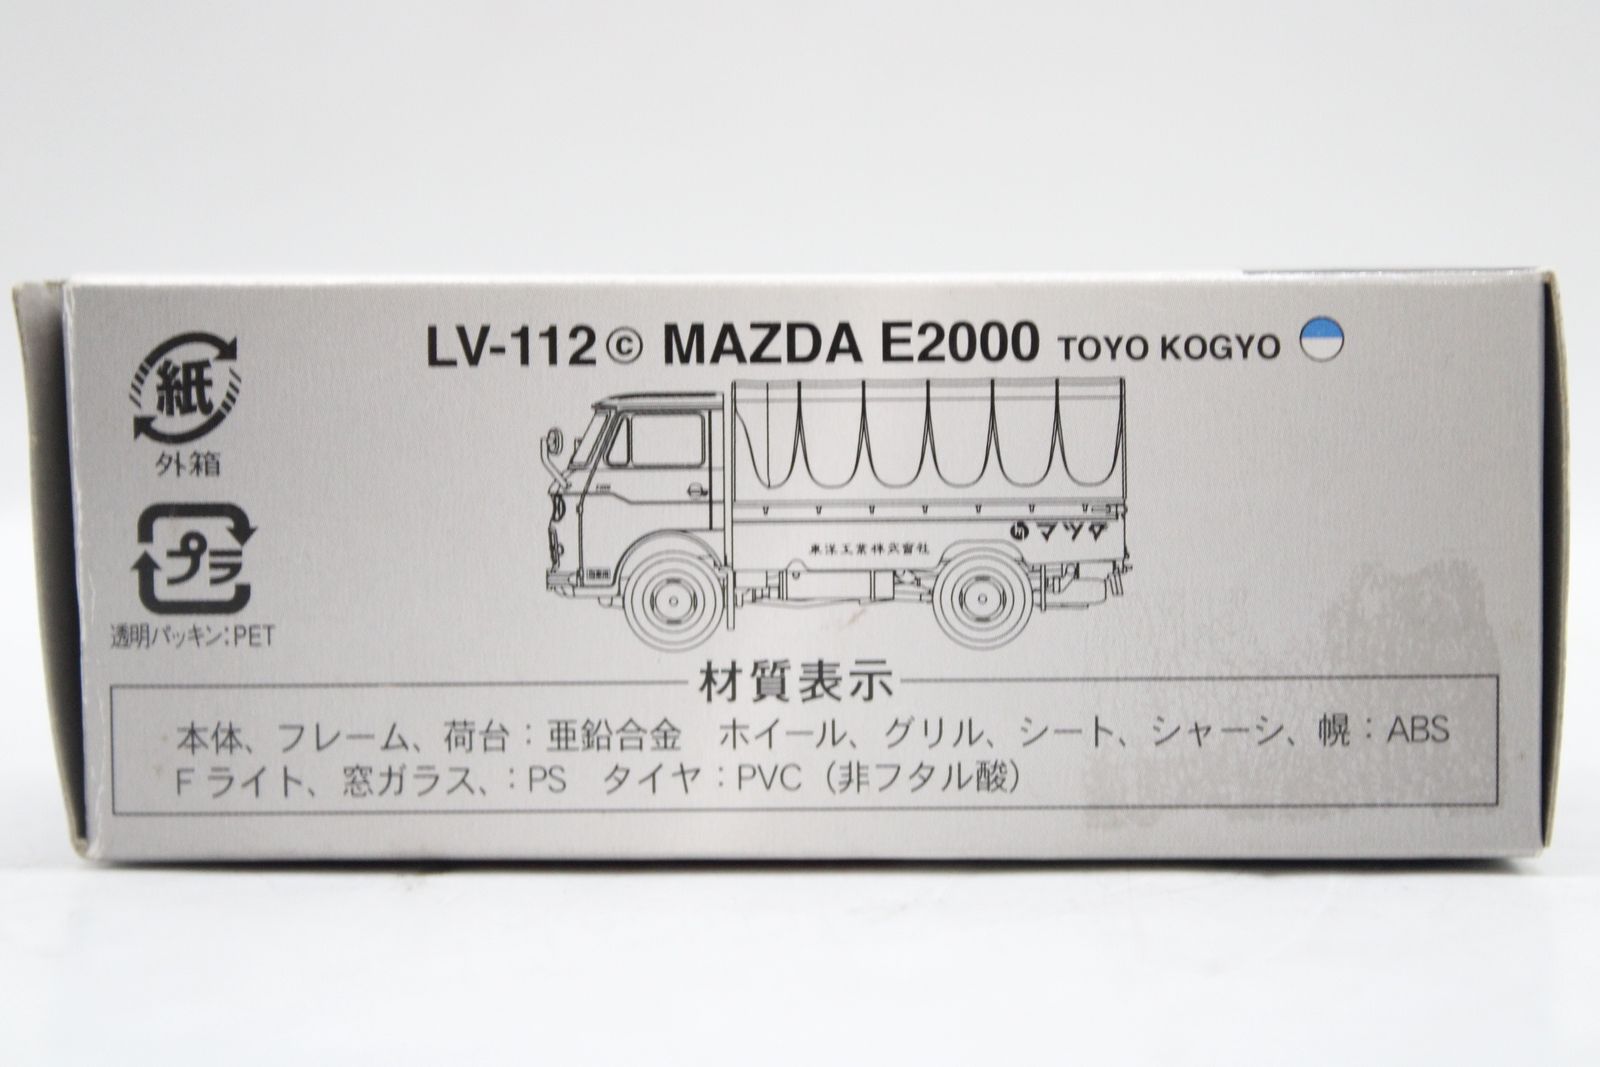 LV-112 ⓒ MAZDA E2000 TOYO KOGYO
紙
外箱
プラ
透明パッキン:PET
マツダ
東洋工業株式會社
材質表示
本体、フレーム、荷台:亜鉛合金 ホイール、グリル、シート、シャーシ、幌:ABS
Fライト、窓ガラス、:PS タイヤ:PVC(非フタル酸)